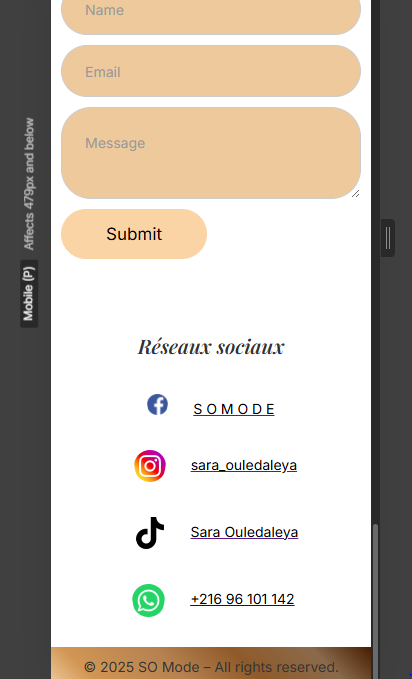 Name
Email
Message
Submit
Réseaux sociaux
S O M O D E
sara_ouledaleya
Sara Ouledaleya
+216 96 101 142
© 2025 SO Mode – All rights reserved.
Mobile (P) Affects 479px and below